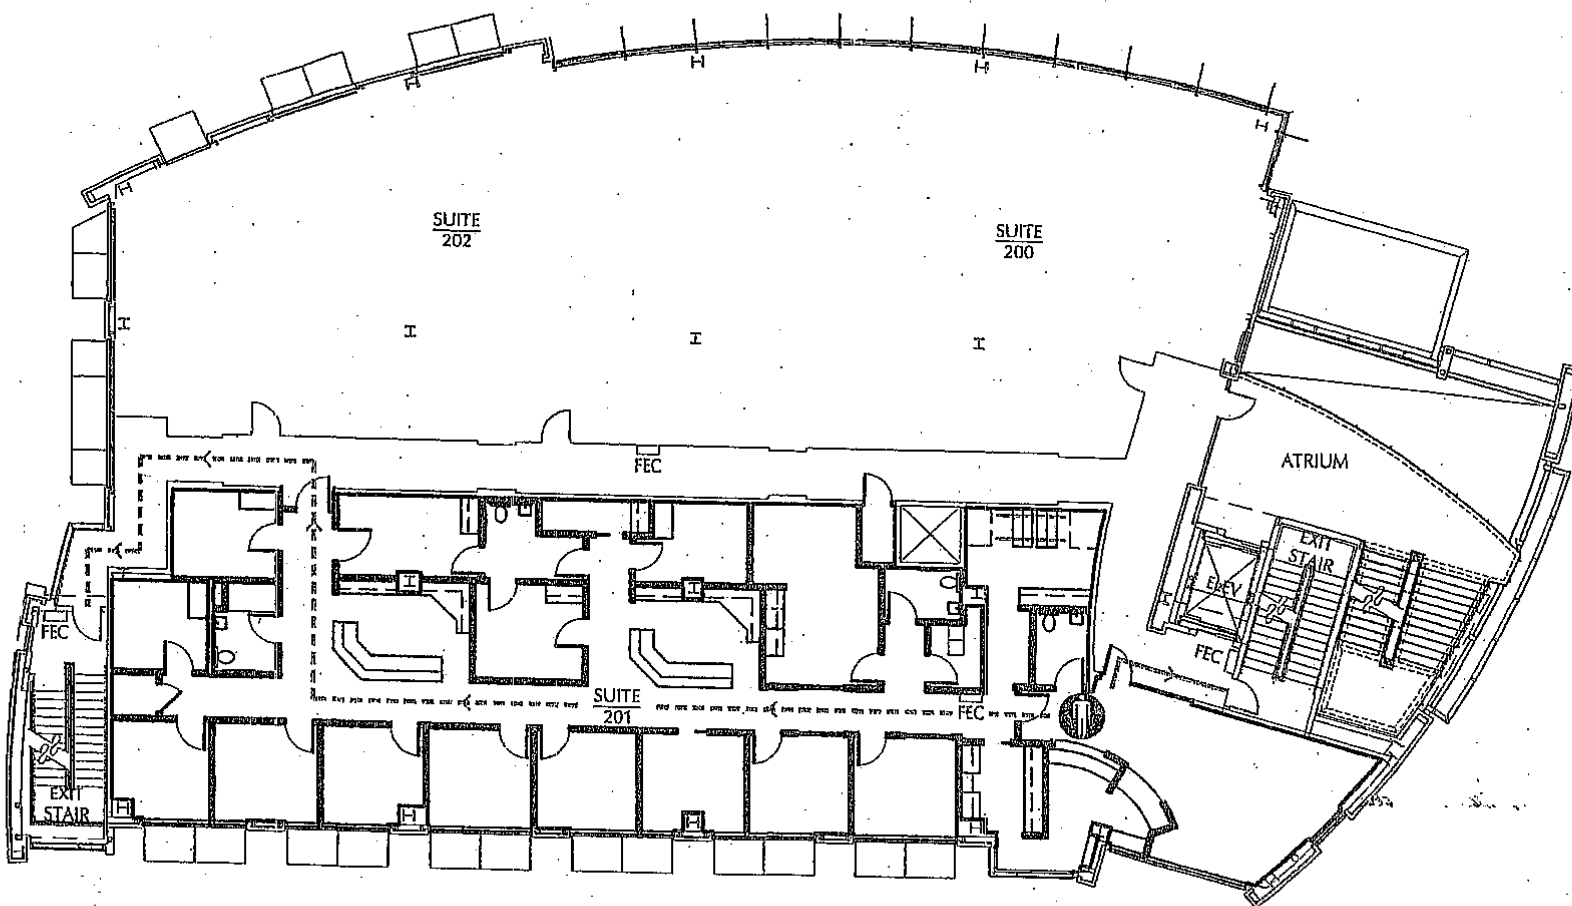 SUITE
202
SUITE
200
FEC
ATRIUM
EXIT
STAIR
ELEV
FEC
FEC
SUITE
201
FEC
EXIT
STAIR